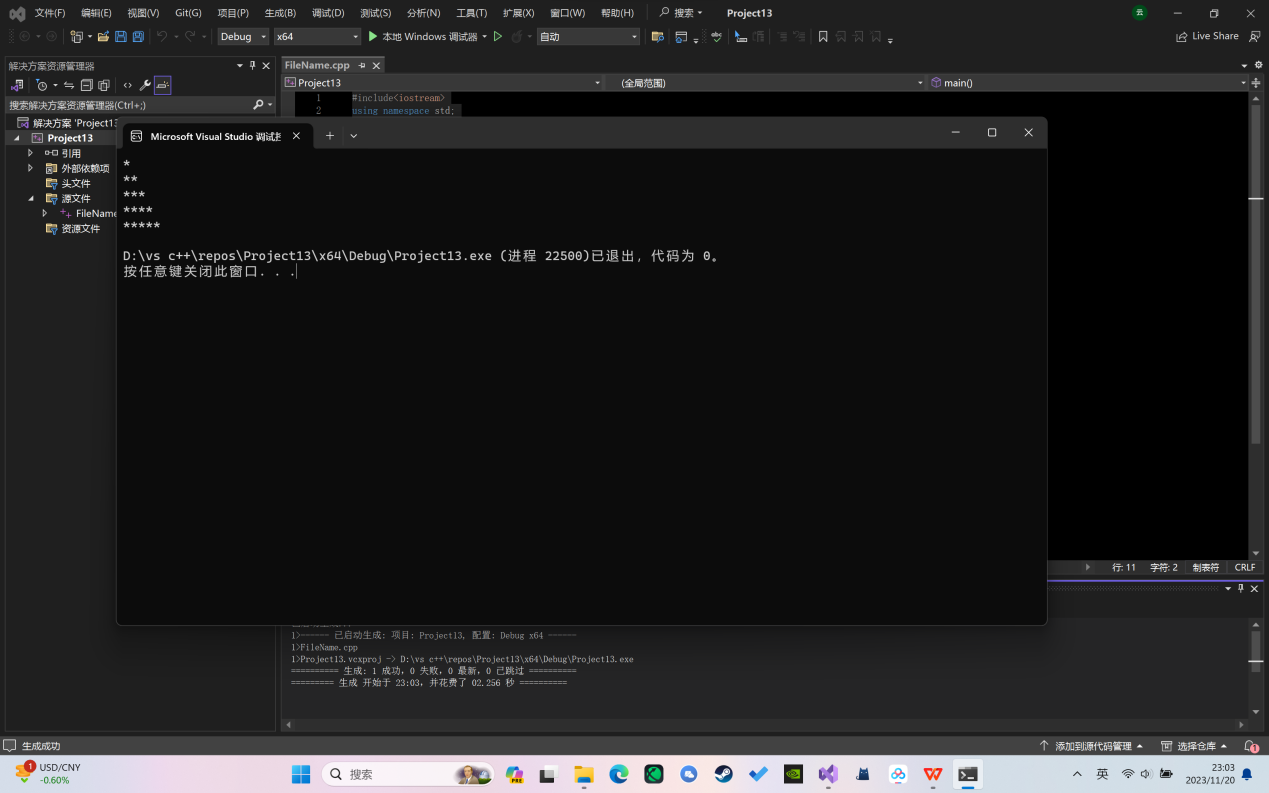 文件(F) 编辑(E) 视图(V) Git(G) 项目(P) 生成(B) 调试(D) 测试(S) 分析(N) 工具(T) 扩展(X) 窗口(W) 帮助(H) 搜索 Project13 云
Debug x64 本地 Windows 调试器 自动 Live Share
解决方案资源管理器
FileName.cpp
Project13 (全局范围) main()
搜索解决方案资源管理器(Ctrl+;)
1 #include<iostream>
2 using namespace std;
解决方案 'Project13
Project13
引用
外部依赖项
头文件
源文件
FileName
资源文件
Microsoft Visual Studio 调试控
*
**
***
****
*****
D:\vs c++\repos\Project13\x64\Debug\Project13.exe (进程 22500)已退出，代码为 0。
按任意键关闭此窗口. . .
行: 11 字符: 2 制表符 CRLF
1>------ 已启动生成: 项目: Project13, 配置: Debug x64 ------
1>FileName.cpp
1>Project13.vcxproj -> D:\vs c++\repos\Project13\x64\Debug\Project13.exe
========== 生成: 1 成功，0 失败，0 最新，0 已跳过 ==========
========= 生成 开始于 23:03，并花费了 02.256 秒 ==========
生成成功 添加到源代码管理 选择仓库 1
1 USD/CNY
-0.60%
搜索
PRE
英
23:03
2023/11/20